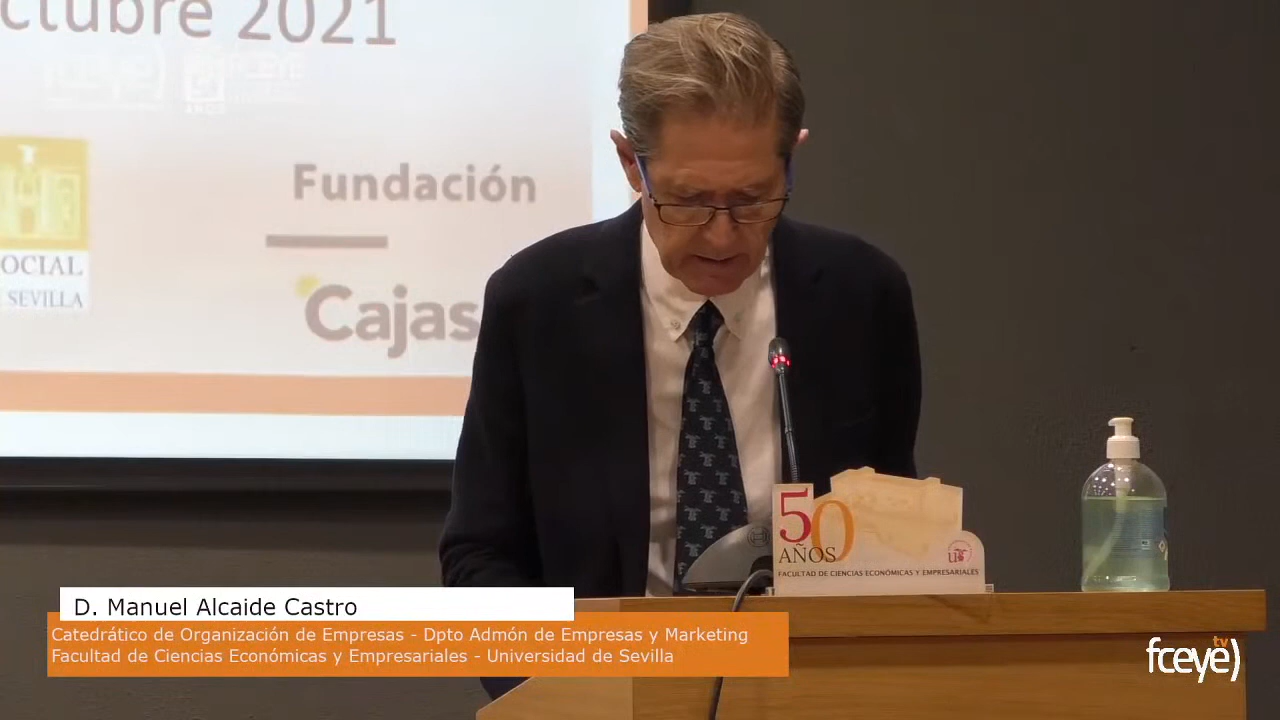 ctubre 2021
Fundación
OCIAL
SEVILLA
Cajas
50
AÑOS
FACULTAD DE CIENCIAS ECONÓMICAS Y EMPRESARIALES
D. Manuel Alcaide Castro
Catedrático de Organización de Empresas - Dpto Admón de Empresas y Marketing
Facultad de Ciencias Económicas y Empresariales - Universidad de Sevilla
tv
fceye)